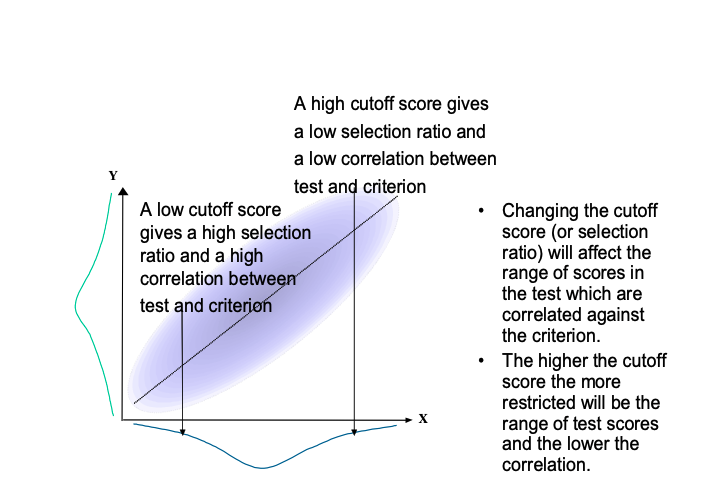 A high cutoff score gives
a low selection ratio and
a low correlation between
test and criterion
Y
A low cutoff score
gives a high selection
ratio and a high
correlation between
test and criterion
X
• Changing the cutoff
score (or selection
ratio) will affect the
range of scores in
the test which are
correlated against
the criterion.
• The higher the cutoff
score the more
restricted will be the
range of test scores
and the lower the
correlation.